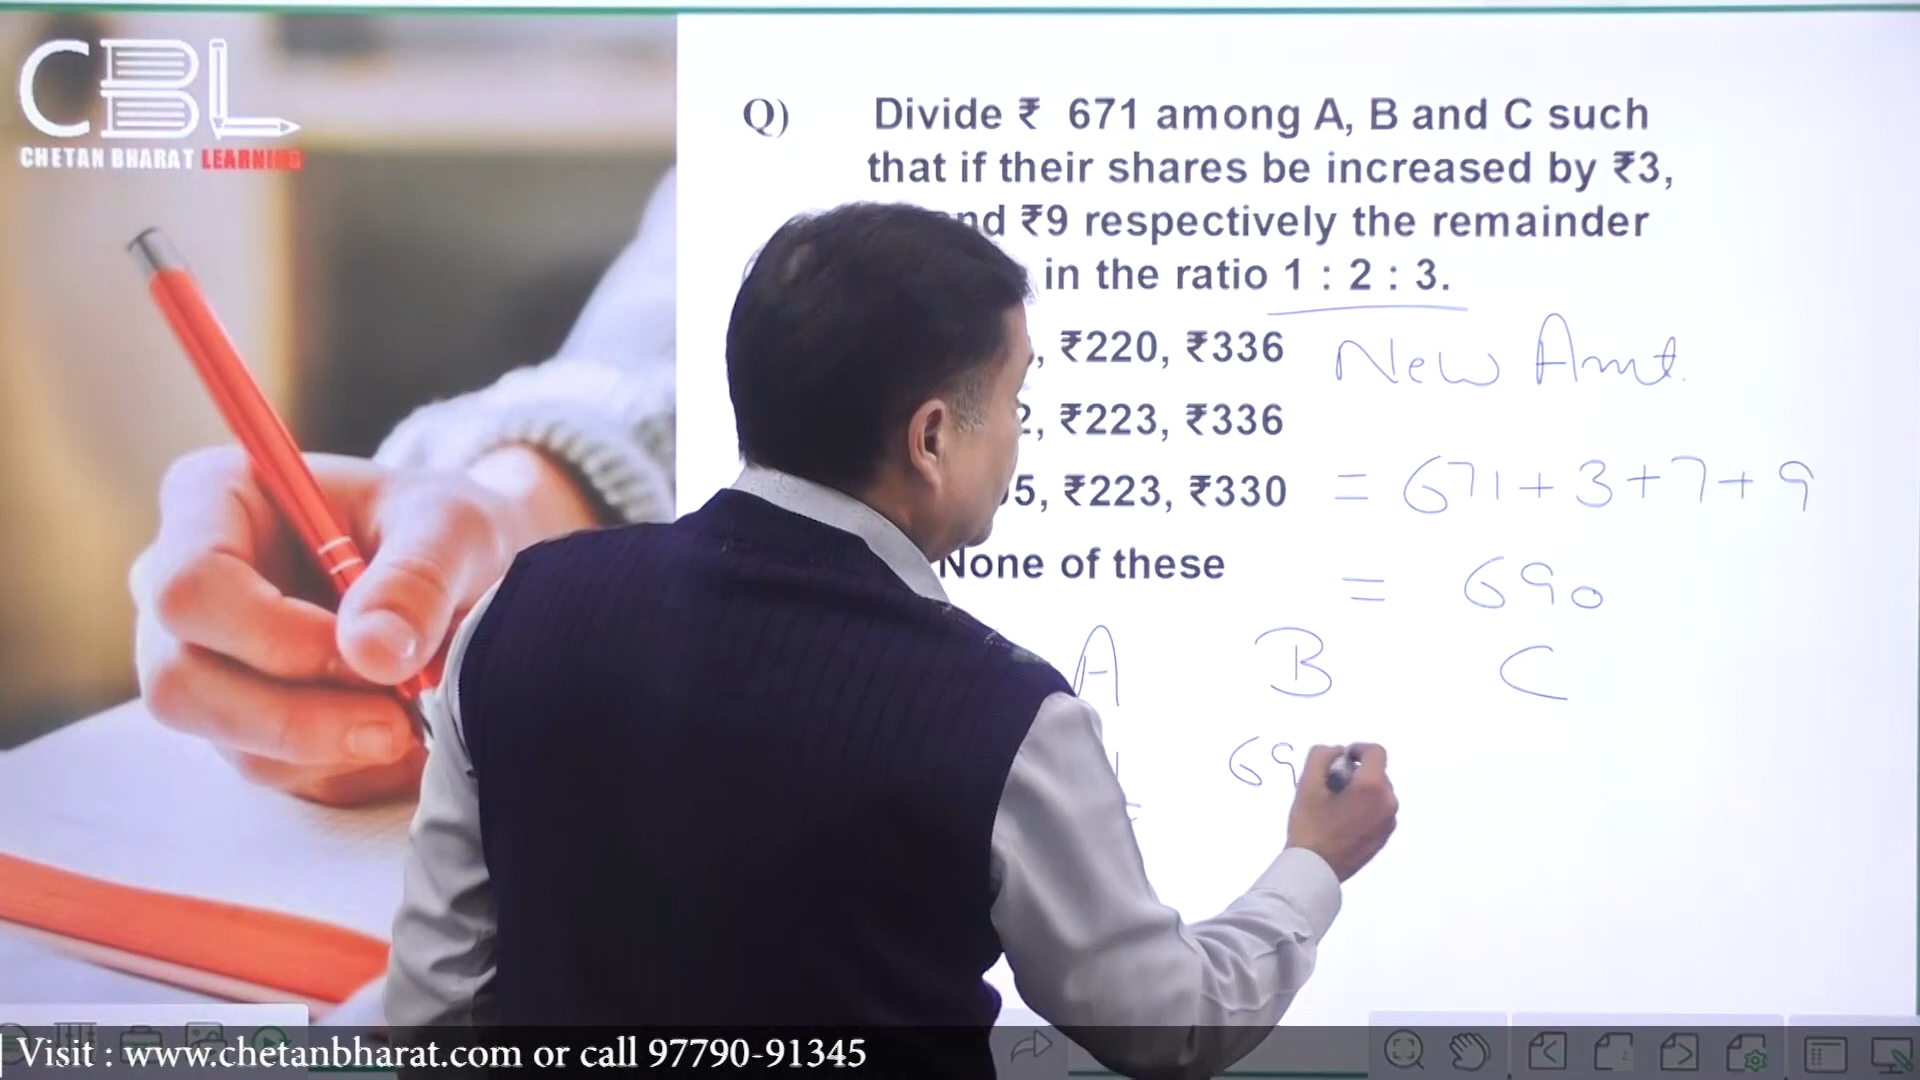 CBL
CHETAN BHARAT LEARNING
Q) Divide ₹ 671 among A, B and C such
that if their shares be increased by ₹3,
nd ₹9 respectively the remainder
in the ratio 1 : 2 : 3.
, ₹220, ₹336
2, ₹223, ₹336
5, ₹223, ₹330
None of these
New Amt.
= 671 + 3 + 7 + 9
= 690
A B C
69
Visit : www.chetanbharat.com or call 97790-91345